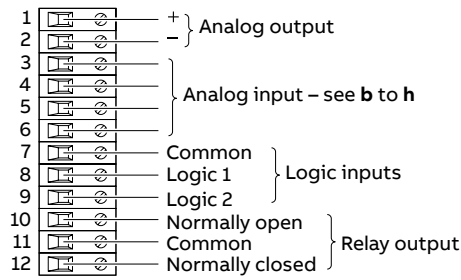 1 + Analog output
2 –
3
4 Analog input – see b to h
5
6
7 Common
8 Logic 1 Logic inputs
9 Logic 2
10 Normally open
11 Common Relay output
12 Normally closed